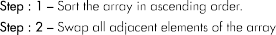 Step : 1 – Sort the array in ascending order.
Step : 2 – Swap all adjacent elements of the array